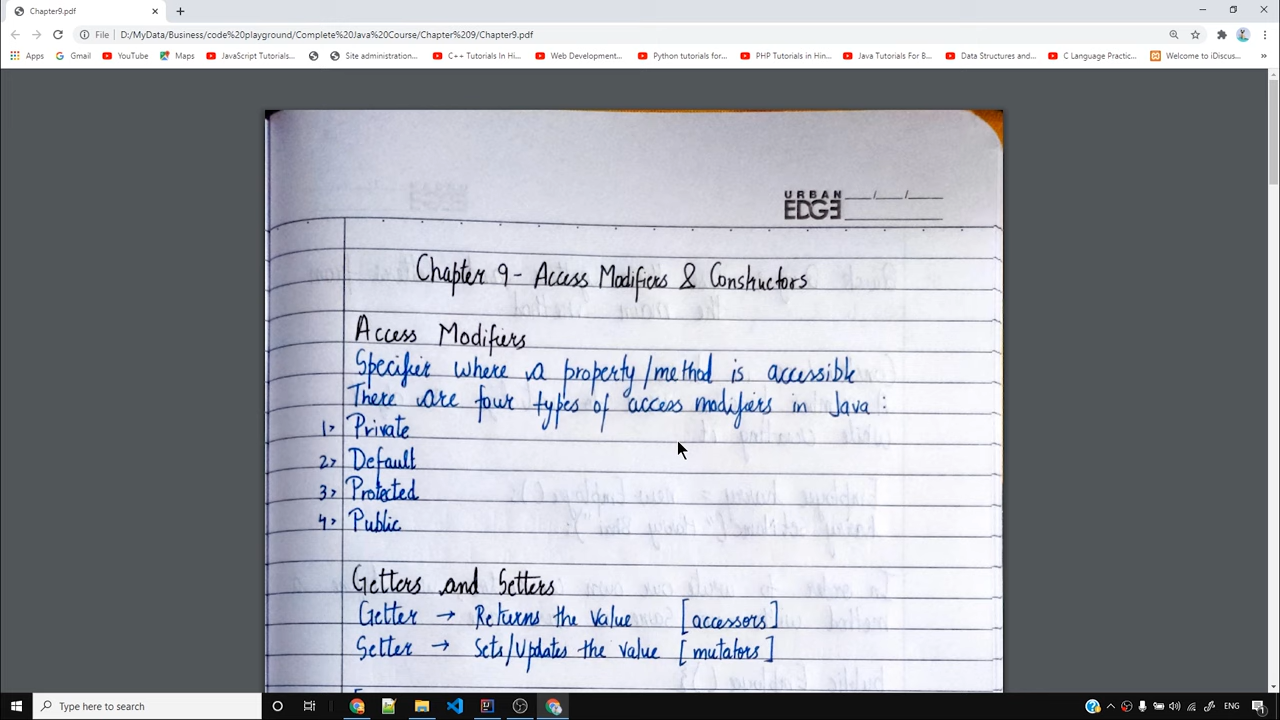 Chapter9.pdf
File D:/MyData/Business/code%20playground/Complete%20Java%20Course/Chapter%209/Chapter9.pdf
Apps Gmail YouTube Maps JavaScript Tutorials... Site administration... C++ Tutorials In Hi... Web Development... Python tutorials for... PHP Tutorials in Hin... Java Tutorials For B... Data Structures and... C Language Practic... Welcome to iDiscus...
URBAN
EDGE
Chapter 9 - Access Modifiers & Constructors
Access Modifiers
Specifier where a property/method is accessible
There are four types of access modifiers in Java :
1> Private
2> Default
3> Protected
4> Public
Getters and Setters
Getter → Returns the value [accessors]
Setter → Sets/Updates the value [mutators]
Type here to search
ENG